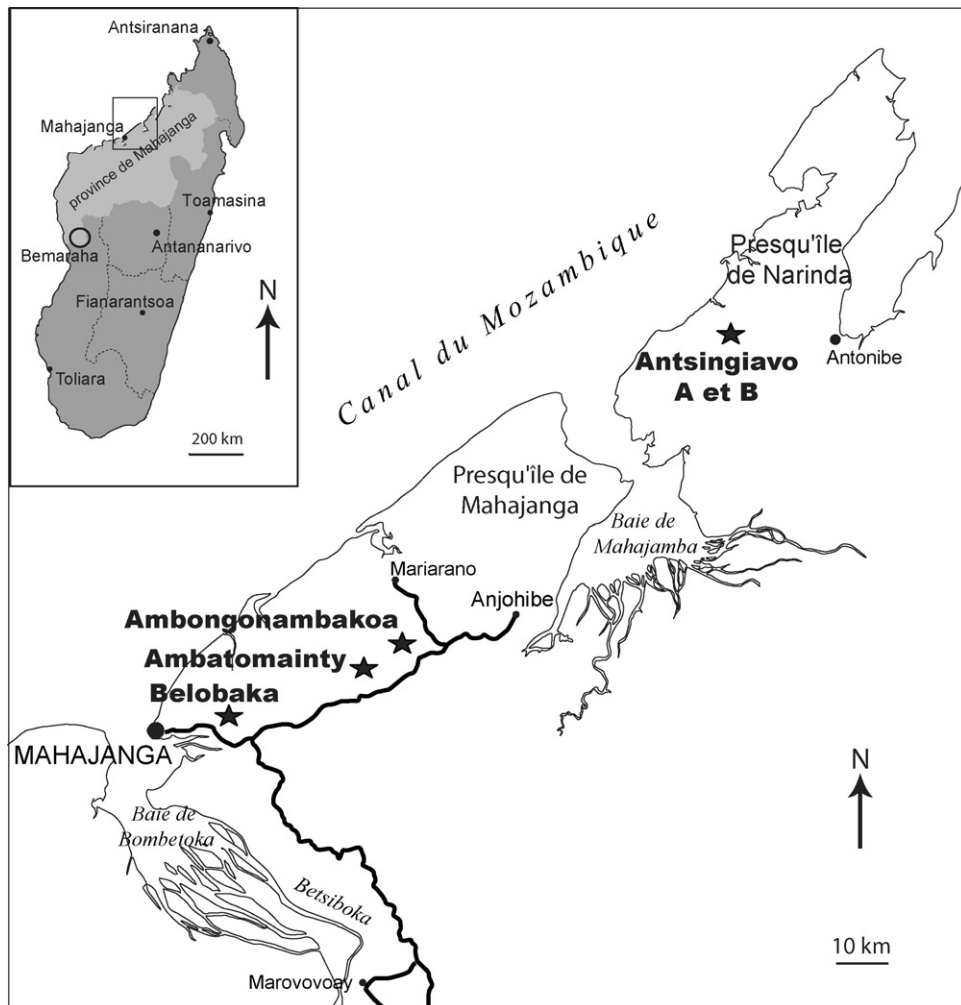 Antsiranana
Mahajanga
province de Mahajanga
Toamasina
Bemaraha
Antananarivo
Fianarantsoa
N
Toliara
200 km
Canal du Mozambique
Presqu'île
de Narinda
Antsingiavo
A et B
Antonibe
Presqu'île de
Mahajanga
Baie de
Mahajamba
Mariarano
Anjohibe
Ambongonambakoa
Ambatomainty
Belobaka
MAHAJANGA
N
Baie de
Bombetoka
Betsiboka
10 km
Marovovoay